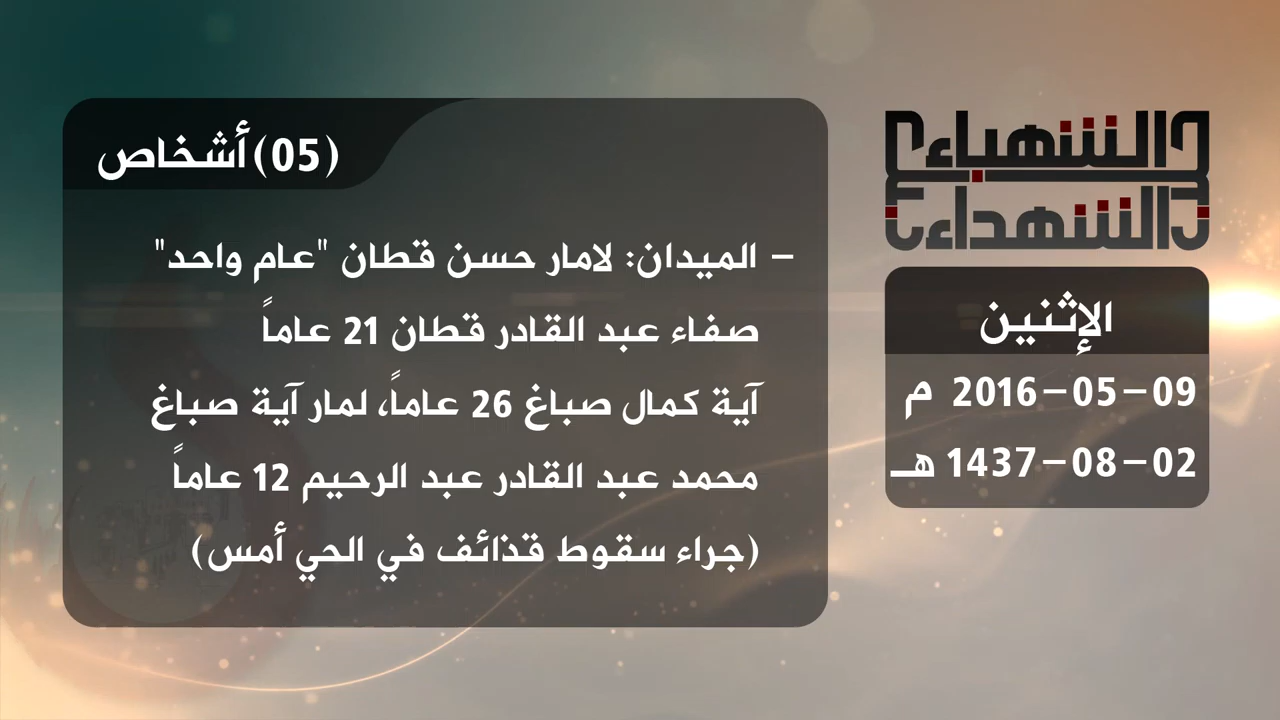 والشهباء
والشهداء
الإثنين
09-05-2016 م
02-08-1437 هـ
(05) أشخاص
- الميدان: لامار حسن قطان "عام واحد"
صفاء عبد القادر قطان 21 عاماً
آية كمال صباغ 26 عاماً، لمار آية صباغ
محمد عبد القادر عبد الرحيم 12 عاماً
(جراء سقوط قذائف في الحي أمس)